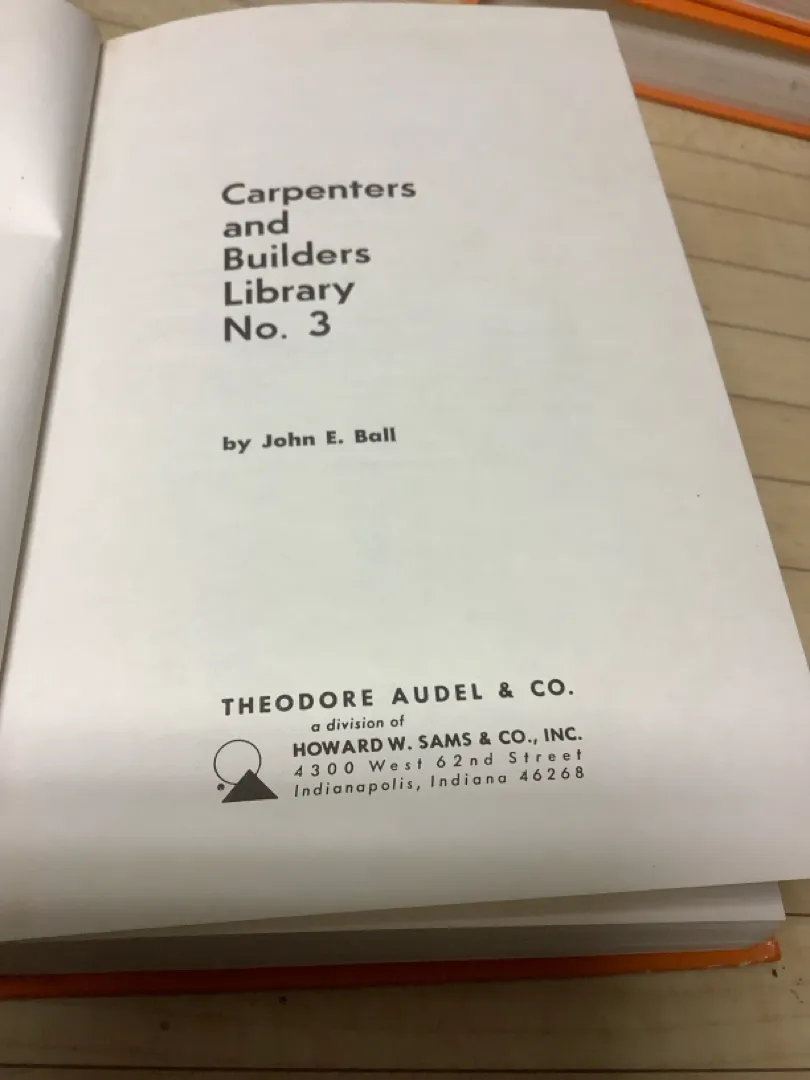 Carpenters
and
Builders
Library
No. 3
by John E. Ball
THEODORE AUDEL & CO.
a division of
HOWARD W. SAMS & CO., INC.
4300 West 62nd Street
Indianapolis, Indiana 46268